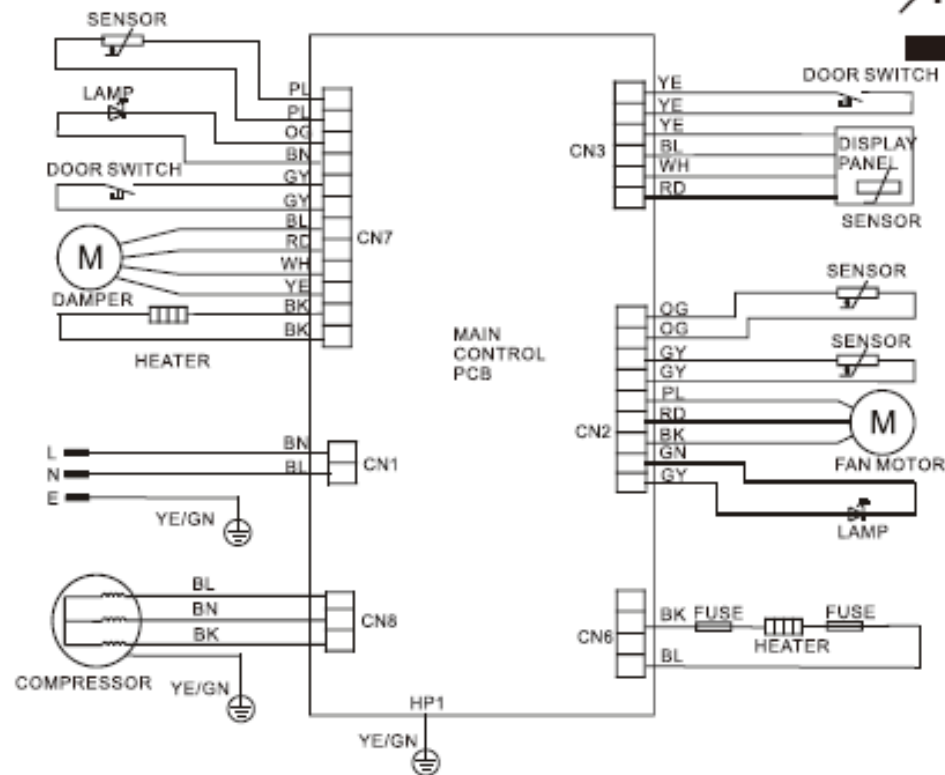 SENSOR
LAMP
DOOR SWITCH
M
DAMPER
HEATER
PL
PL
OG
BN
GY
GY
BL
RD
WH
YE
BK
BK
CN7
MAIN
CONTROL
PCB
CN3
YE
YE
YE
BL
WH
RD
DOOR SWITCH
DISPLAY
PANEL
SENSOR
CN2
OG
OG
GY
GY
PL
RD
BK
GN
GY
SENSOR
SENSOR
M
FAN MOTOR
LAMP
L
N
E
BN
BL
CN1
YE/GN
BL
BN
BK
CN8
COMPRESSOR
YE/GN
CN6
BK
FUSE
HEATER
FUSE
BL
HP1
YE/GN